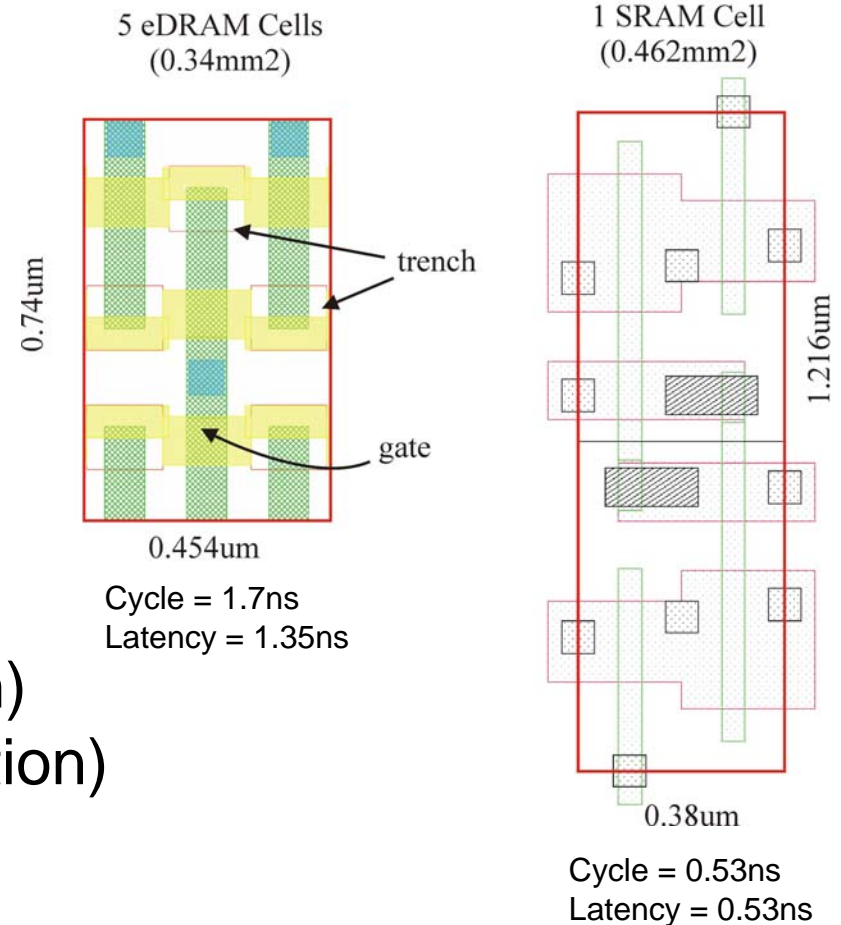 5 eDRAM Cells
(0.34mm2)
0.74um
trench
gate
0.454um
Cycle = 1.7ns
Latency = 1.35ns
tion)
1 SRAM Cell
(0.462mm2)
1.216um
0.38um
Cycle = 0.53ns
Latency = 0.53ns